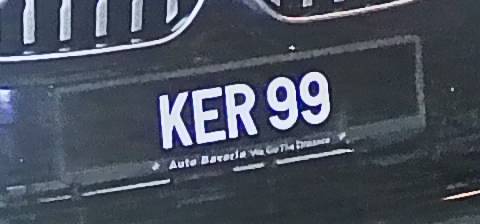 KER 99
Auto Bavaria We Go The Distance